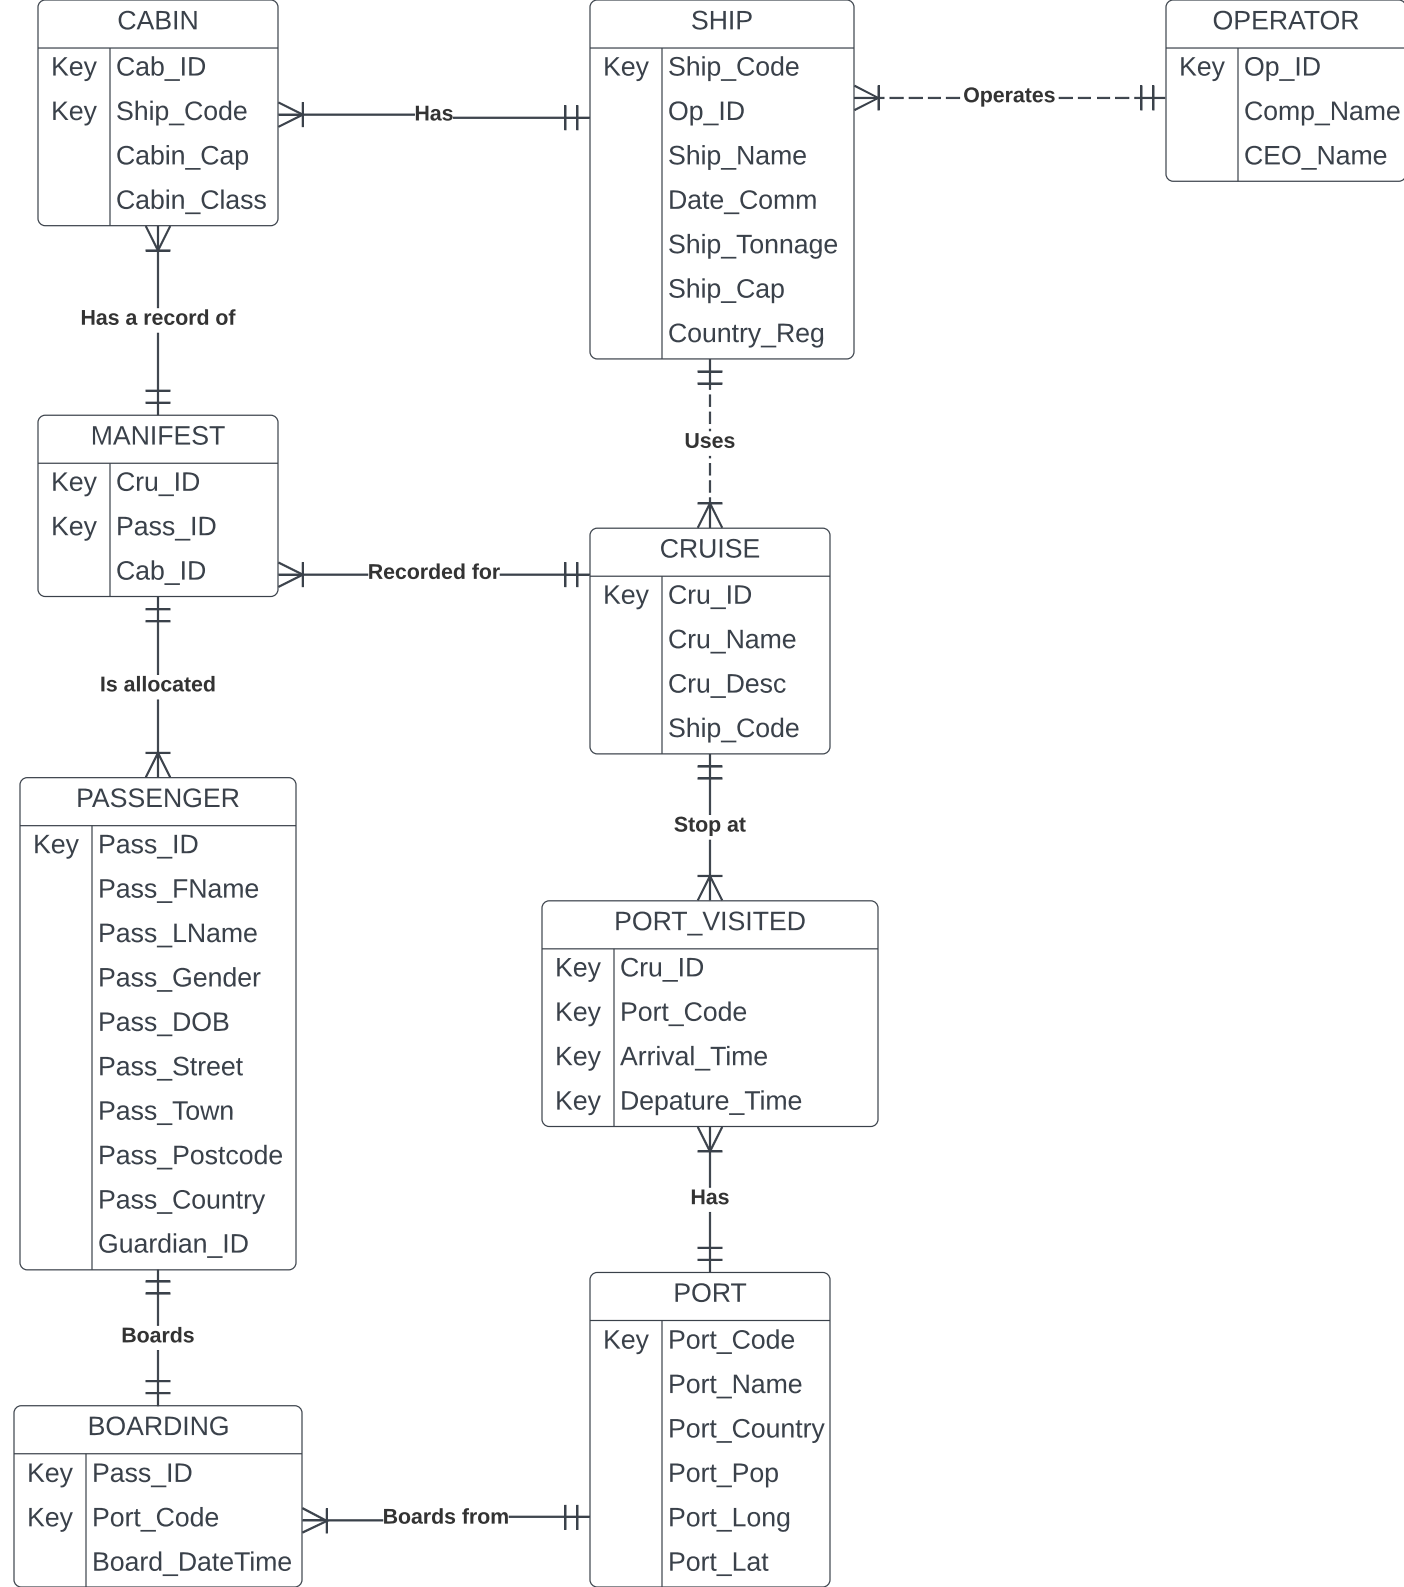 CABIN
Key Cab_ID
Key Ship_Code
Cabin_Cap
Cabin_Class
Has
SHIP
Key Ship_Code
Op_ID
Ship_Name
Date_Comm
Ship_Tonnage
Ship_Cap
Country_Reg
Operates
OPERATOR
Key Op_ID
Comp_Name
CEO_Name
Has a record of
Uses
MANIFEST
Key Cru_ID
Key Pass_ID
Cab_ID
Recorded for
CRUISE
Key Cru_ID
Cru_Name
Cru_Desc
Ship_Code
Is allocated
Stop at
PASSENGER
Key Pass_ID
Pass_FName
Pass_LName
Pass_Gender
Pass_DOB
Pass_Street
Pass_Town
Pass_Postcode
Pass_Country
Guardian_ID
PORT_VISITED
Key Cru_ID
Key Port_Code
Key Arrival_Time
Key Depature_Time
Has
Boards
PORT
Key Port_Code
Port_Name
Port_Country
Port_Pop
Port_Long
Port_Lat
BOARDING
Key Pass_ID
Key Port_Code
Board_DateTime
Boards from